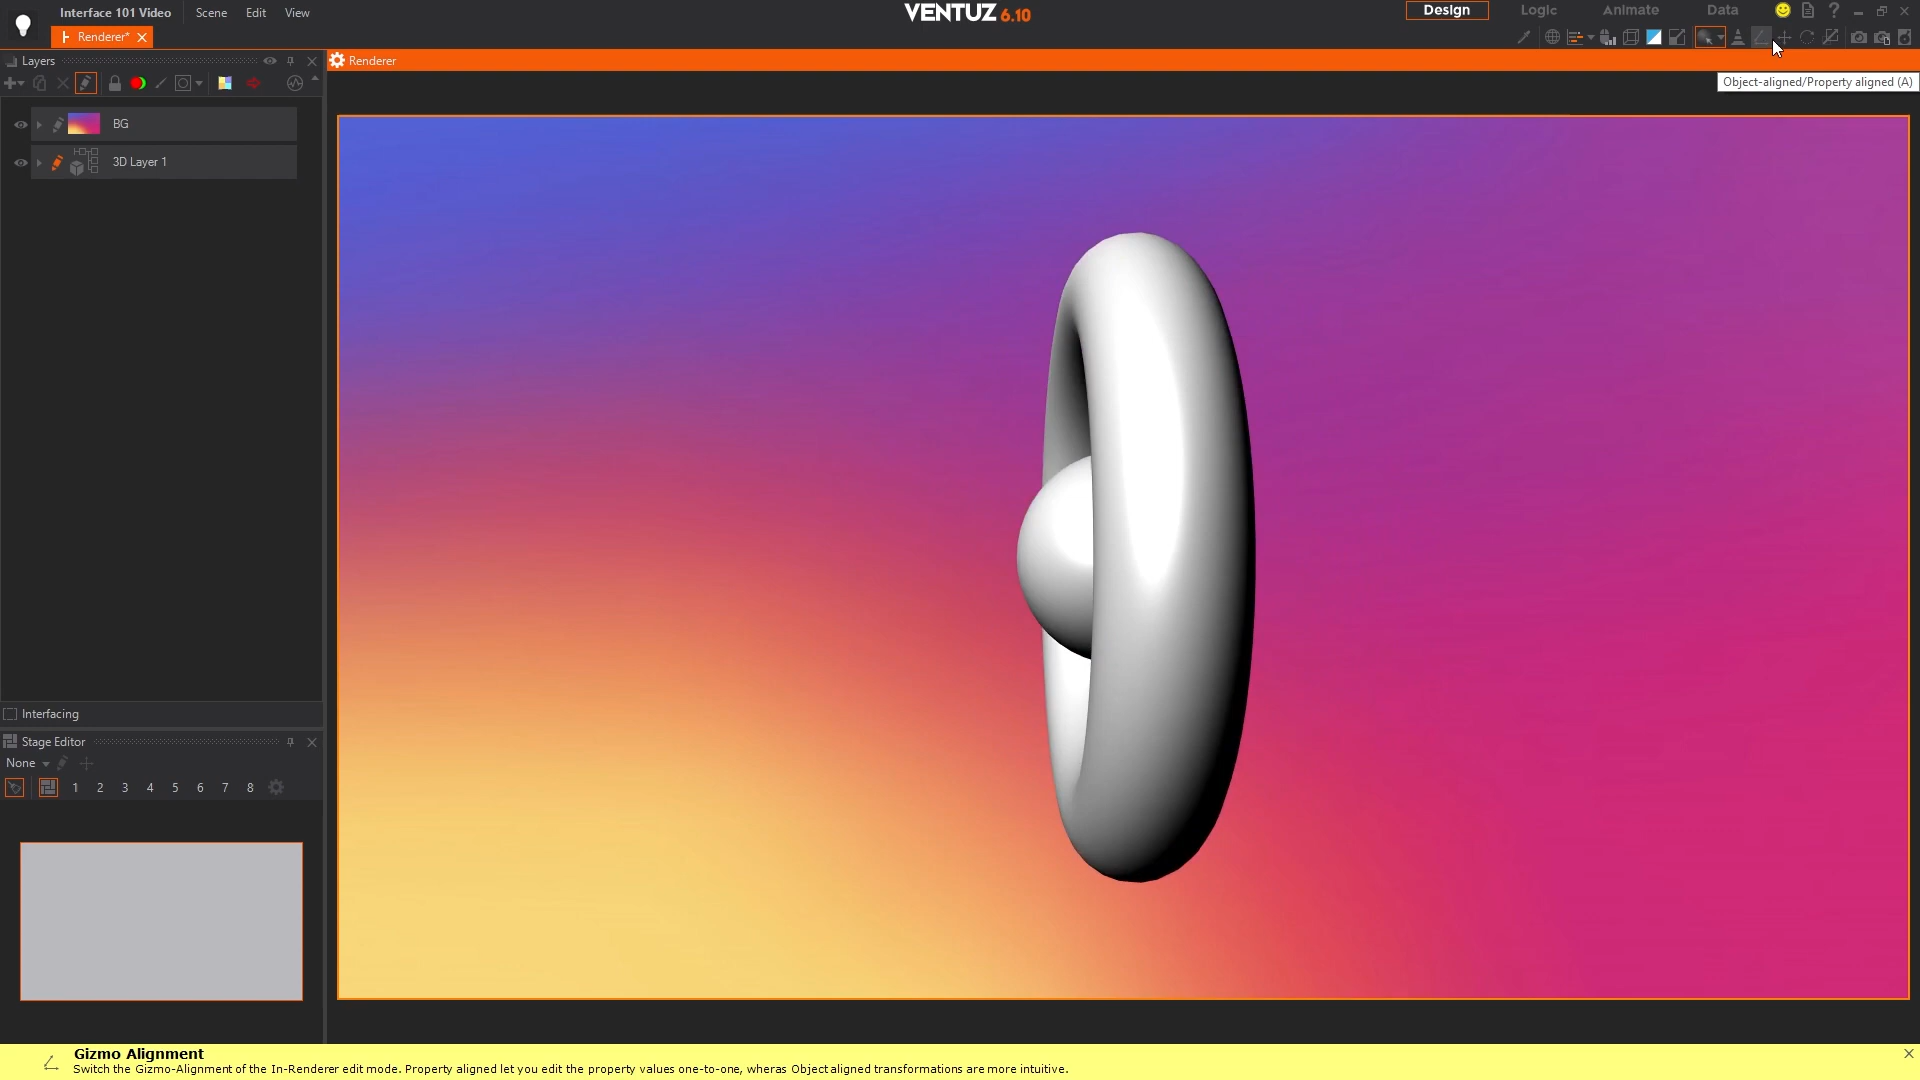 Interface 101 Video Scene Edit View VENTUZ 6.10 Design Logic Animate Data
Renderer*
Layers
Renderer
Object-aligned/Property aligned (A)
BG
3D Layer 1
Interfacing
Stage Editor
None
1 2 3 4 5 6 7 8
Gizmo Alignment
Switch the Gizmo-Alignment of the In-Renderer edit mode. Property aligned let you edit the property values one-to-one, wheras Object aligned transformations are more intuitive.